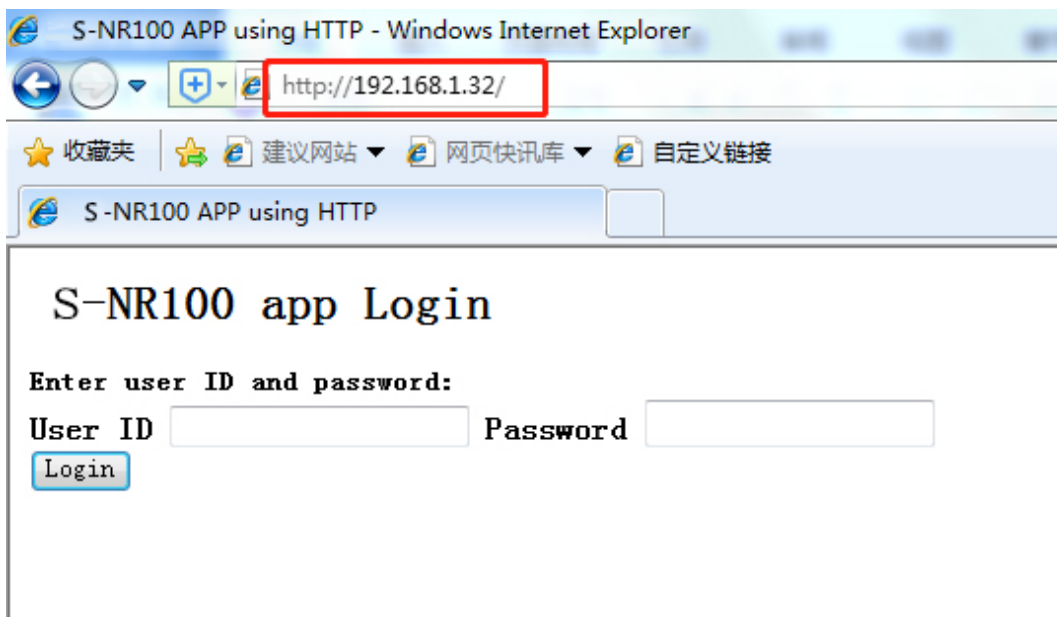 S-NR100 APP using HTTP - Windows Internet Explorer
http://192.168.1.32/
收藏夹 建议网站 网页快讯库 自定义链接
S-NR100 APP using HTTP
S-NR100 app Login
Enter user ID and password:
User ID Password
Login